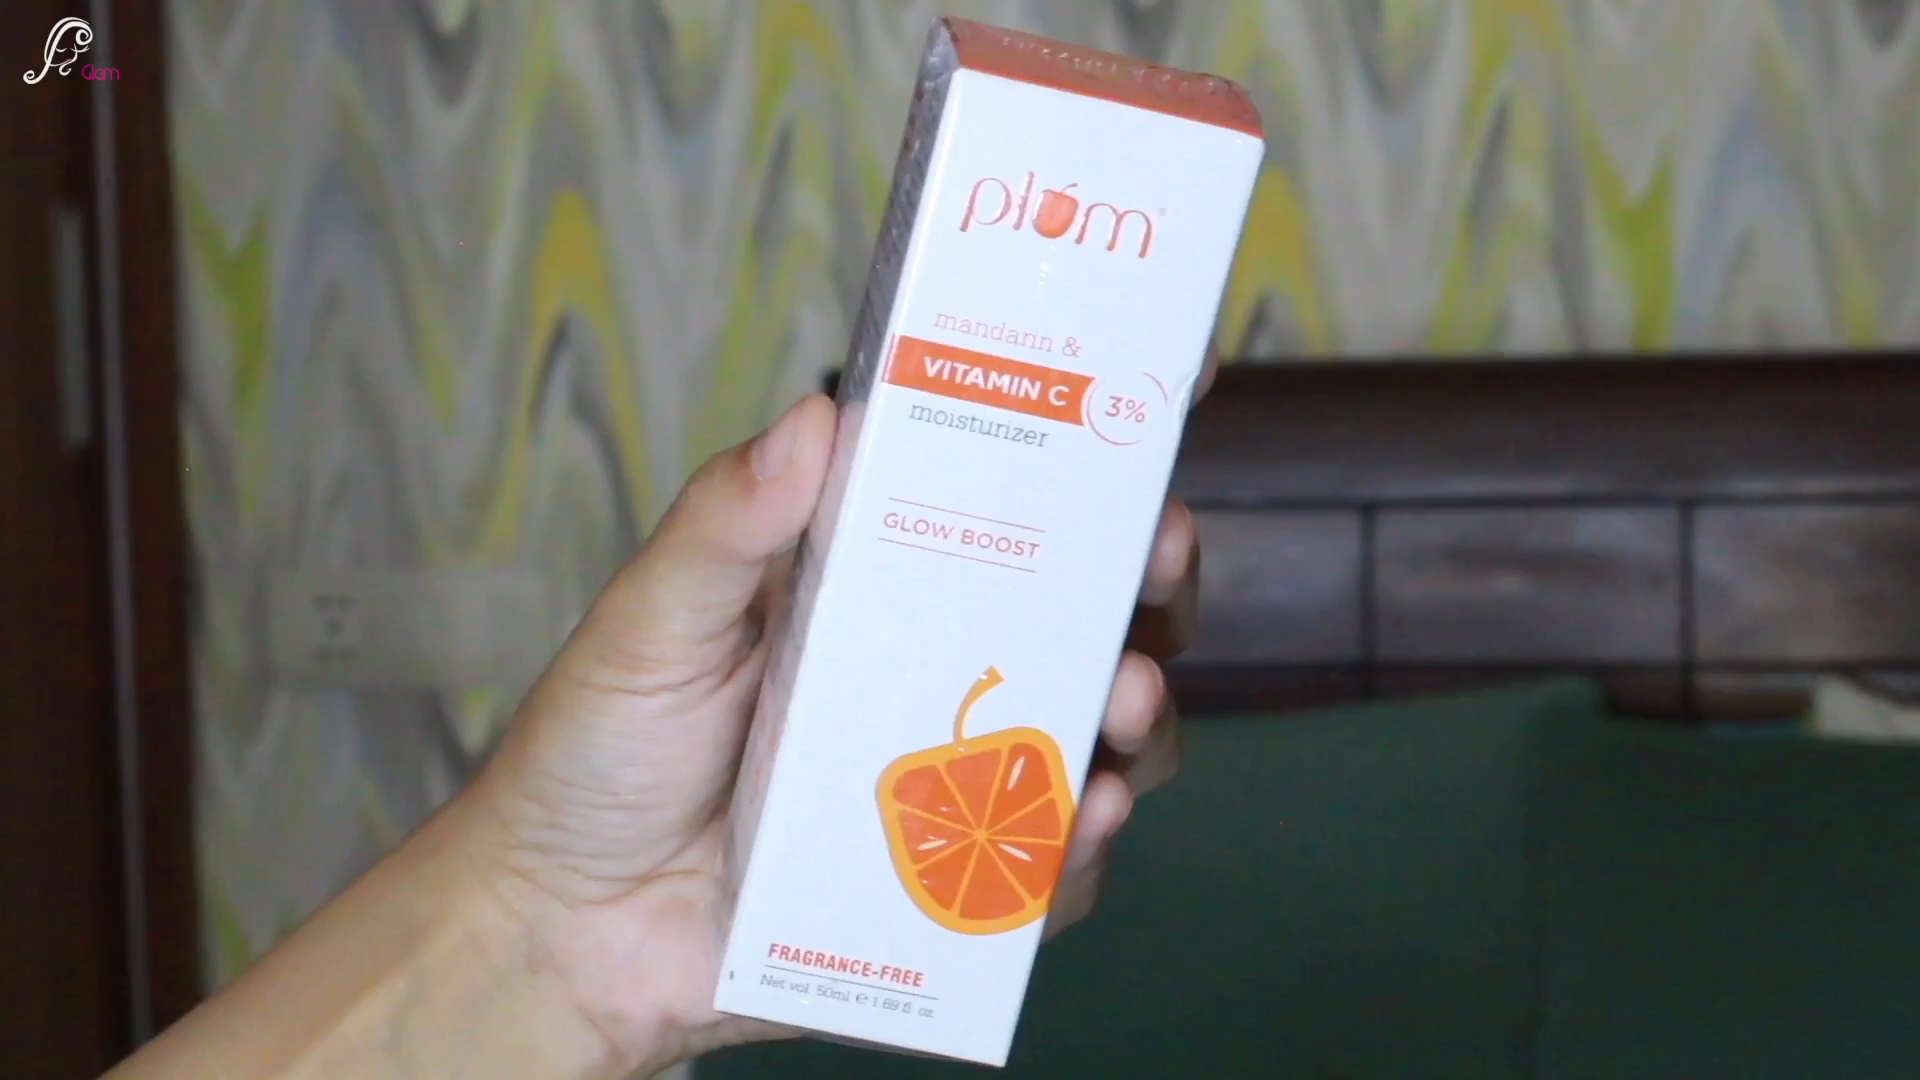 Glam
plum®
mandarin &
VITAMIN C 3%
moisturizer
GLOW BOOST
FRAGRANCE-FREE
Net vol. 50ml ℮ 1.69 fl. oz